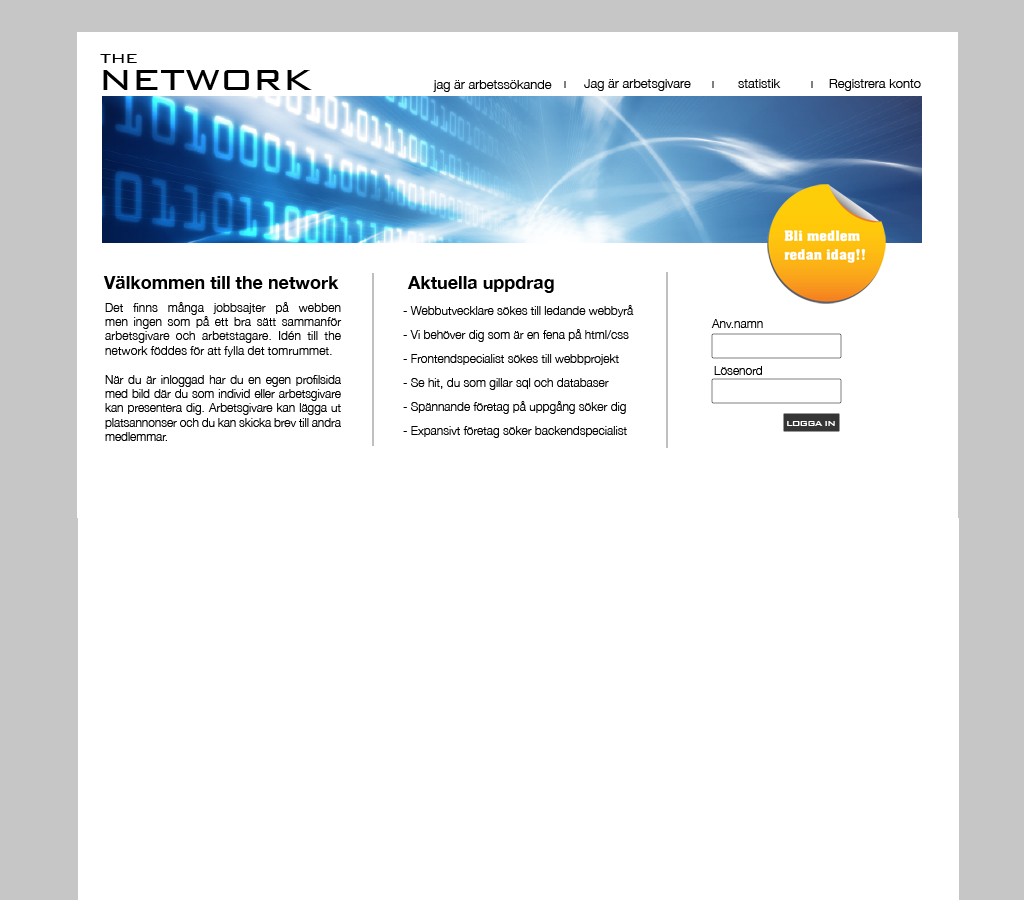 THE
NETWORK
jag är arbetssökande
Jag är arbetsgivare
statistik
Registrera konto
Bli medlem
redan idag!!
Välkommen till the network
Det finns många jobbsajter på webben
men ingen som på ett bra sätt sammanför
arbetsgivare och arbetstagare. Idén till the
network föddes för att fylla det tomrummet.
När du är inloggad har du en egen profilsida
med bild där du som individ eller arbetsgivare
kan presentera dig. Arbetsgivare kan lägga ut
platsannonser och du kan skicka brev till andra
medlemmar.
Aktuella uppdrag
- Webbutvecklare sökes till ledande webbyrå
- Vi behöver dig som är en fena på html/css
- Frontendspecialist sökes till webbprojekt
- Se hit, du som gillar sql och databaser
- Spännande företag på uppgång söker dig
- Expansivt företag söker backendspecialist
Anv.namn
Lösenord
LOGGA IN